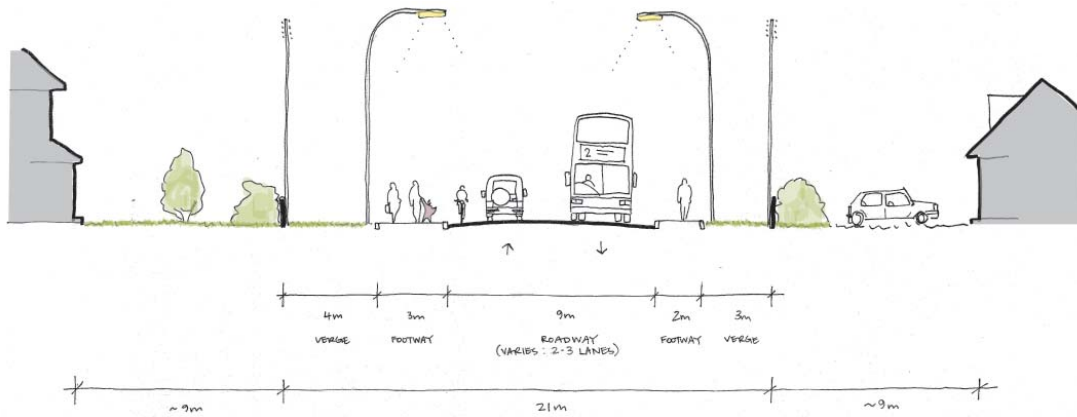 2
4m
3m
9m
2m
3m
VERGE
FOOTWAY
ROADWAY
FOOTWAY
VERGE
(VARIES: 2-3 LANES)
~9m
21m
~9m